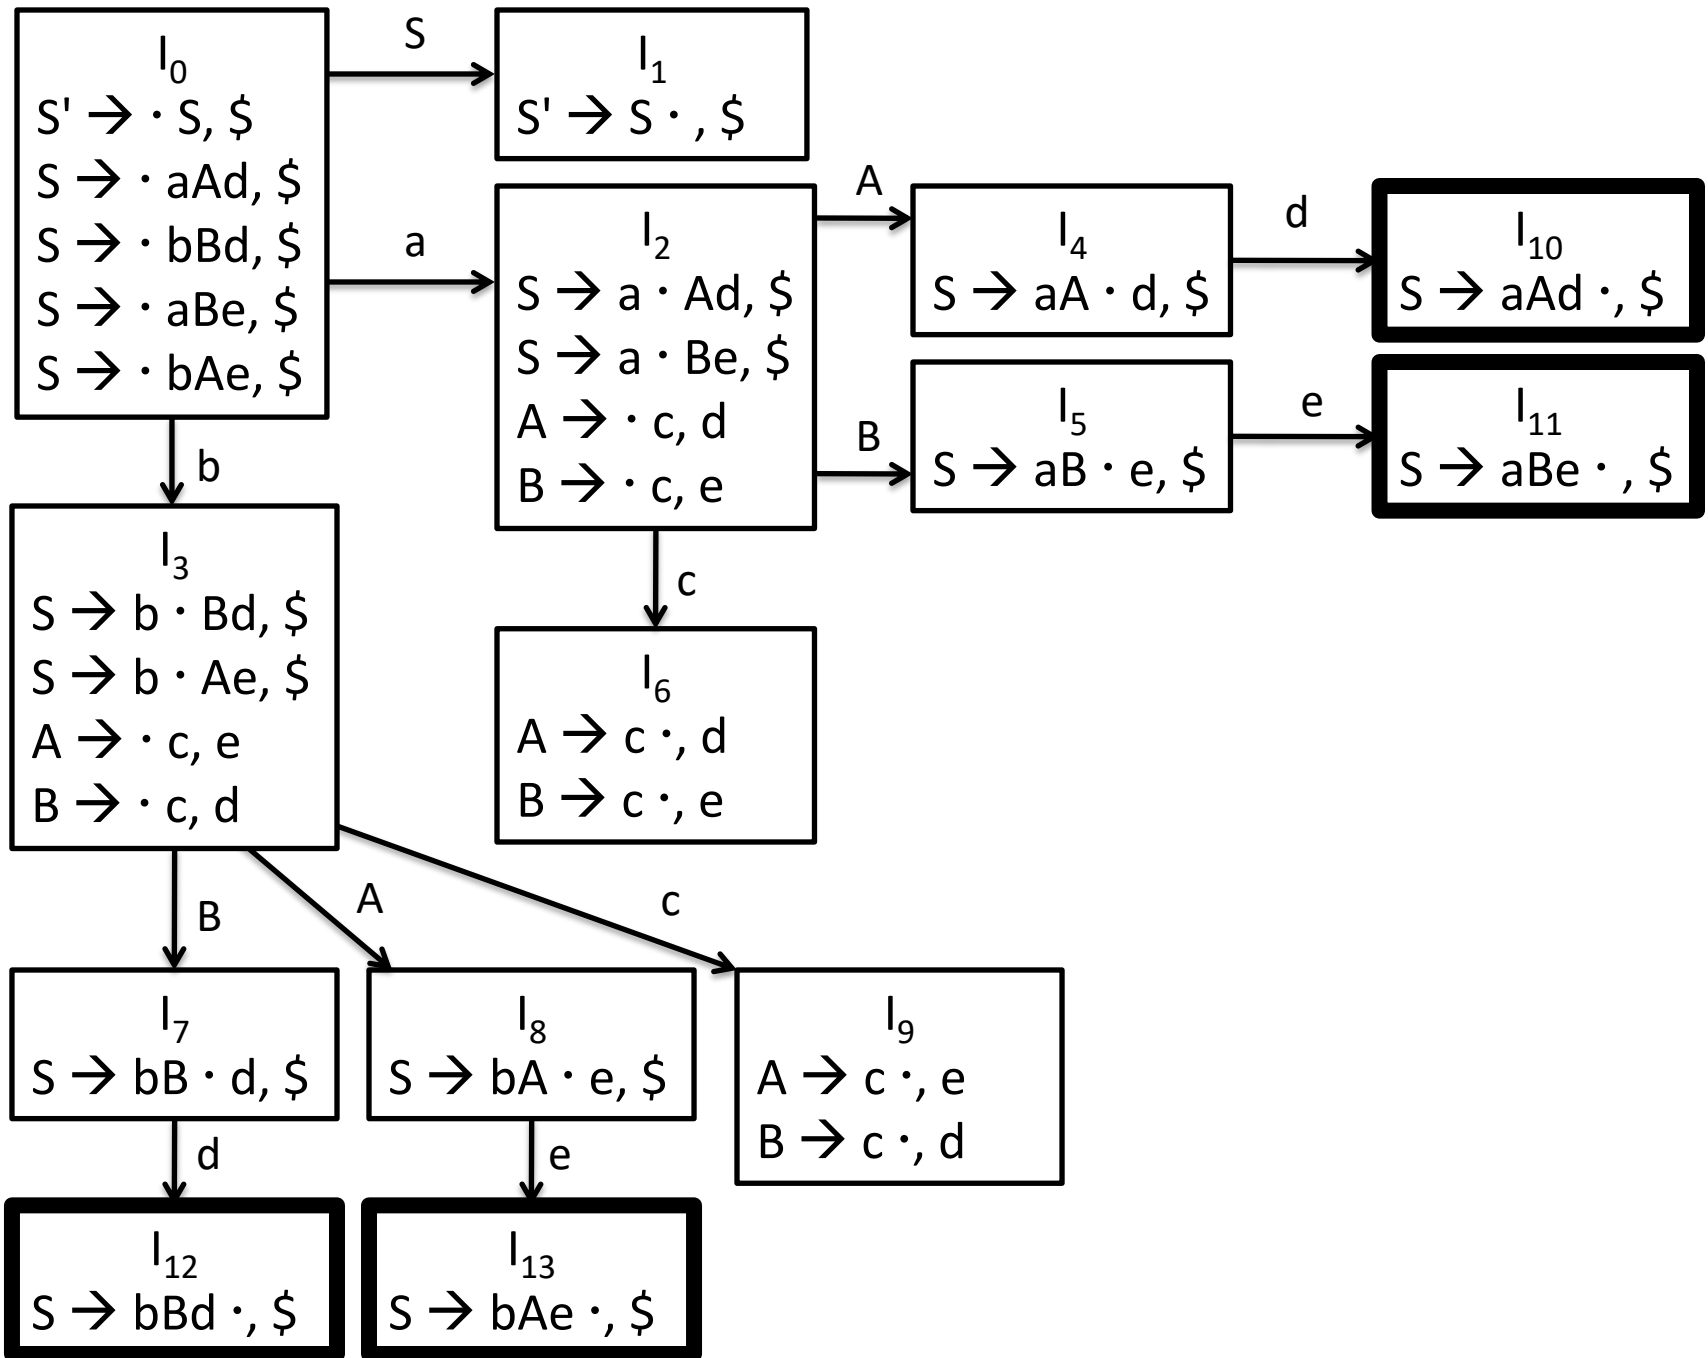 I₀
S' → · S, $
S → · aAd, $
S → · bBd, $
S → · aBe, $
S → · bAe, $
S
I₁
S' → S · , $
a
I₂
S → a · Ad, $
S → a · Be, $
A → · c, d
B → · c, e
A
I₄
S → aA · d, $
d
I₁₀
S → aAd ·, $
B
I₅
S → aB · e, $
e
I₁₁
S → aBe · , $
b
I₃
S → b · Bd, $
S → b · Ae, $
A → · c, e
B → · c, d
c
I₆
A → c ·, d
B → c ·, e
B
A
c
I₇
S → bB · d, $
I₈
S → bA · e, $
I₉
A → c ·, e
B → c ·, d
d
e
I₁₂
S → bBd ·, $
I₁₃
S → bAe ·, $